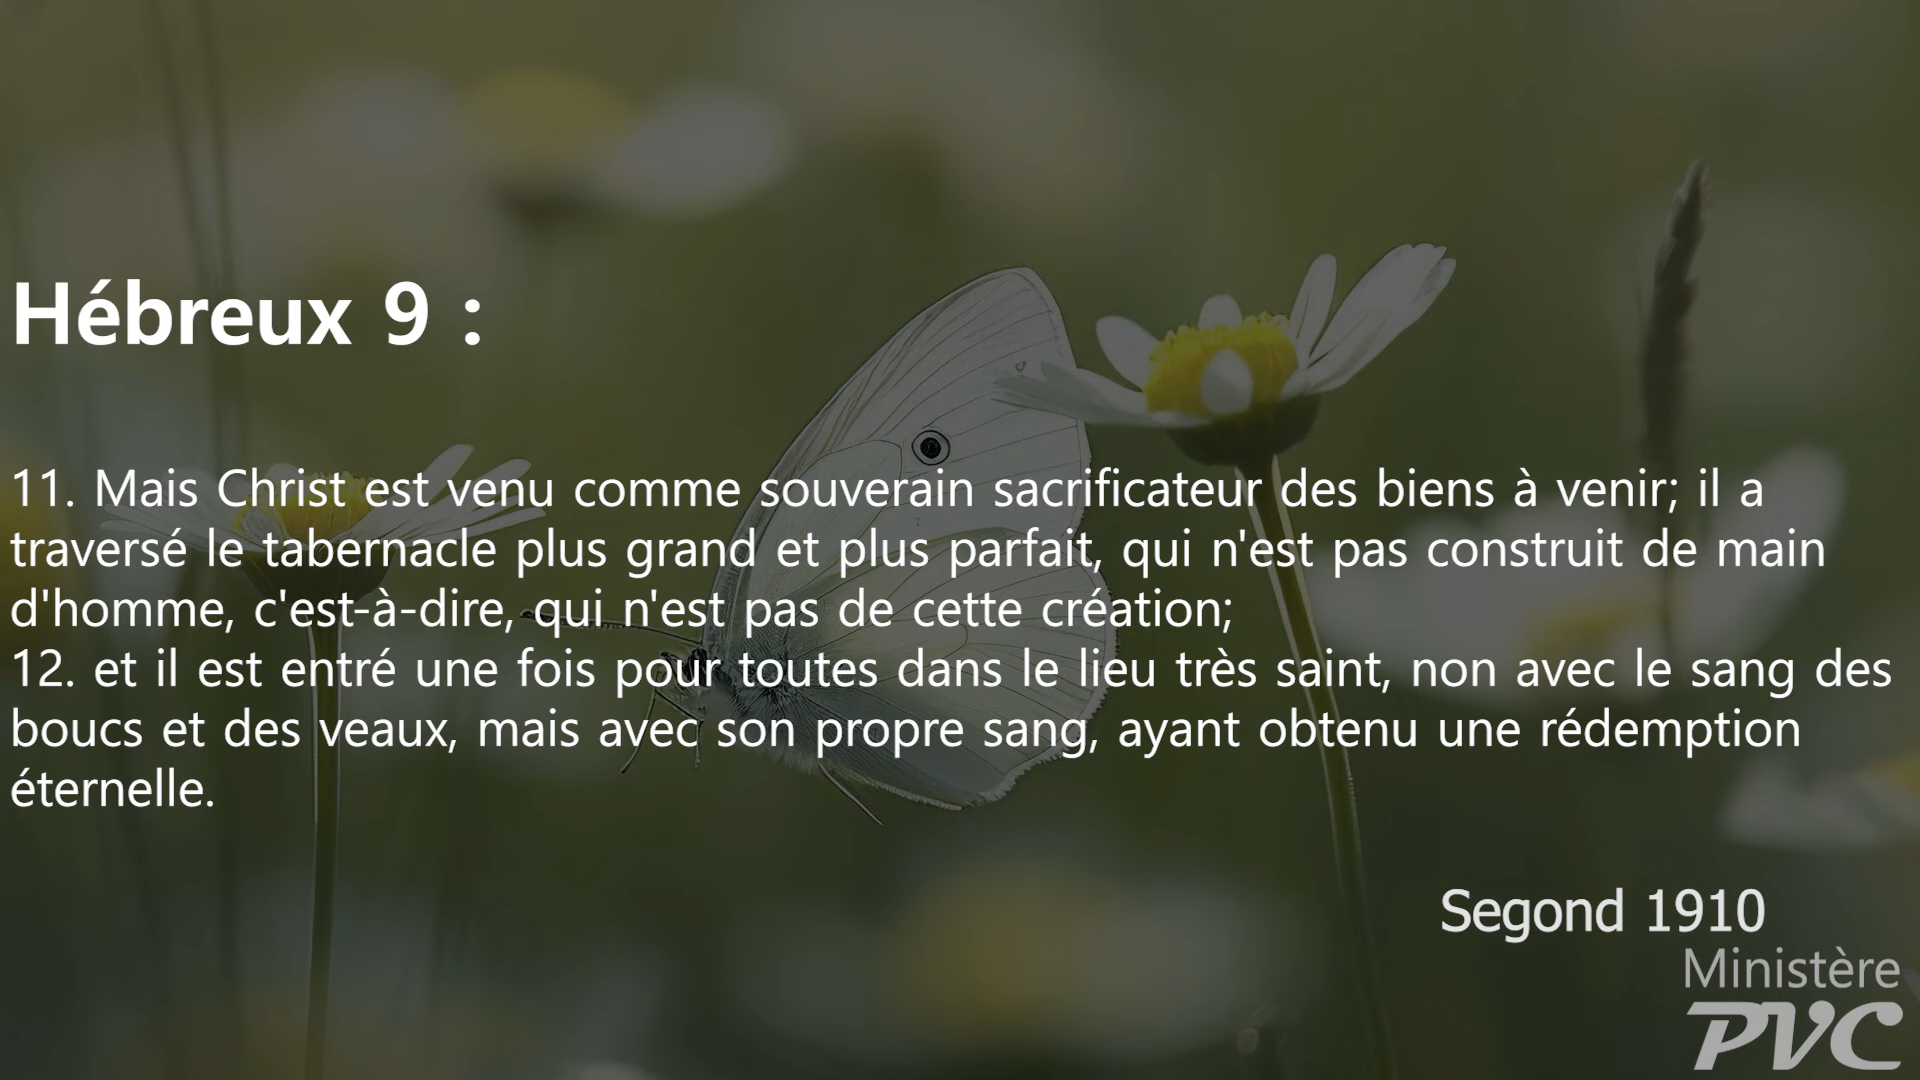 Hébreux 9 :
11. Mais Christ est venu comme souverain sacrificateur des biens à venir; il a
traversé le tabernacle plus grand et plus parfait, qui n'est pas construit de main
d'homme, c'est-à-dire, qui n'est pas de cette création;
12. et il est entré une fois pour toutes dans le lieu très saint, non avec le sang des
boucs et des veaux, mais avec son propre sang, ayant obtenu une rédemption
éternelle.
Segond 1910
Ministère
PVC